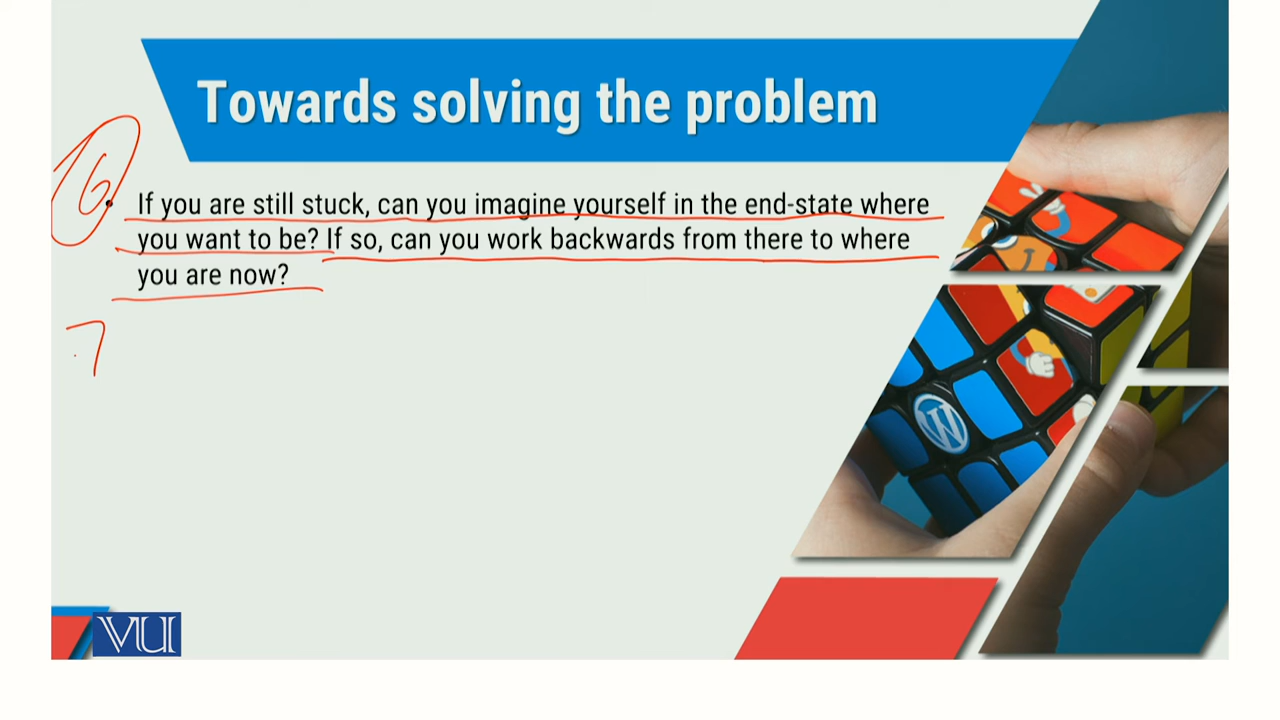 Towards solving the problem
6
• If you are still stuck, can you imagine yourself in the end-state where
you want to be? If so, can you work backwards from there to where
you are now?
7
W
VU